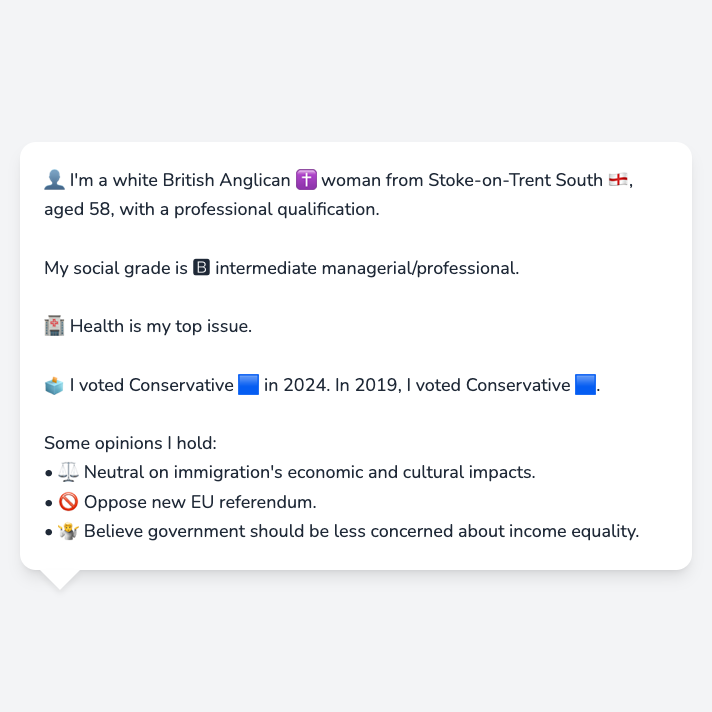 👤 I'm a white British Anglican ✝️ woman from Stoke-on-Trent South 🏴󠁧󠁢󠁥󠁮󠁧󠁿,
aged 58, with a professional qualification.
My social grade is 🅱 intermediate managerial/professional.
🏥 Health is my top issue.
🗳️ I voted Conservative 🟦 in 2024. In 2019, I voted Conservative 🟦.
Some opinions I hold:
• ⚖️ Neutral on immigration's economic and cultural impacts.
• 🚫 Oppose new EU referendum.
• 🤷 Believe government should be less concerned about income equality.